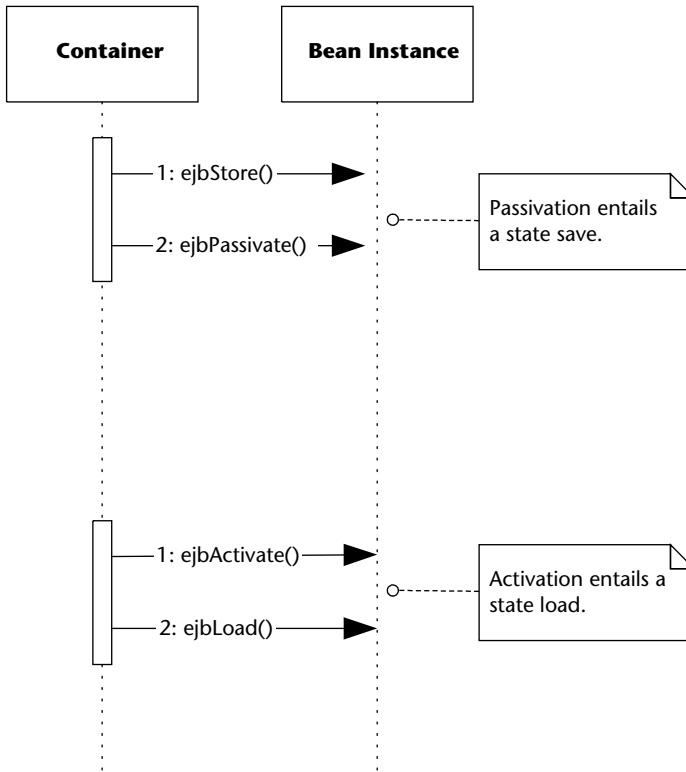 Container
Bean Instance
1: ejbStore()
Passivation entails
a state save.
2: ejbPassivate()
1: ejbActivate()
Activation entails a
state load.
2: ejbLoad()